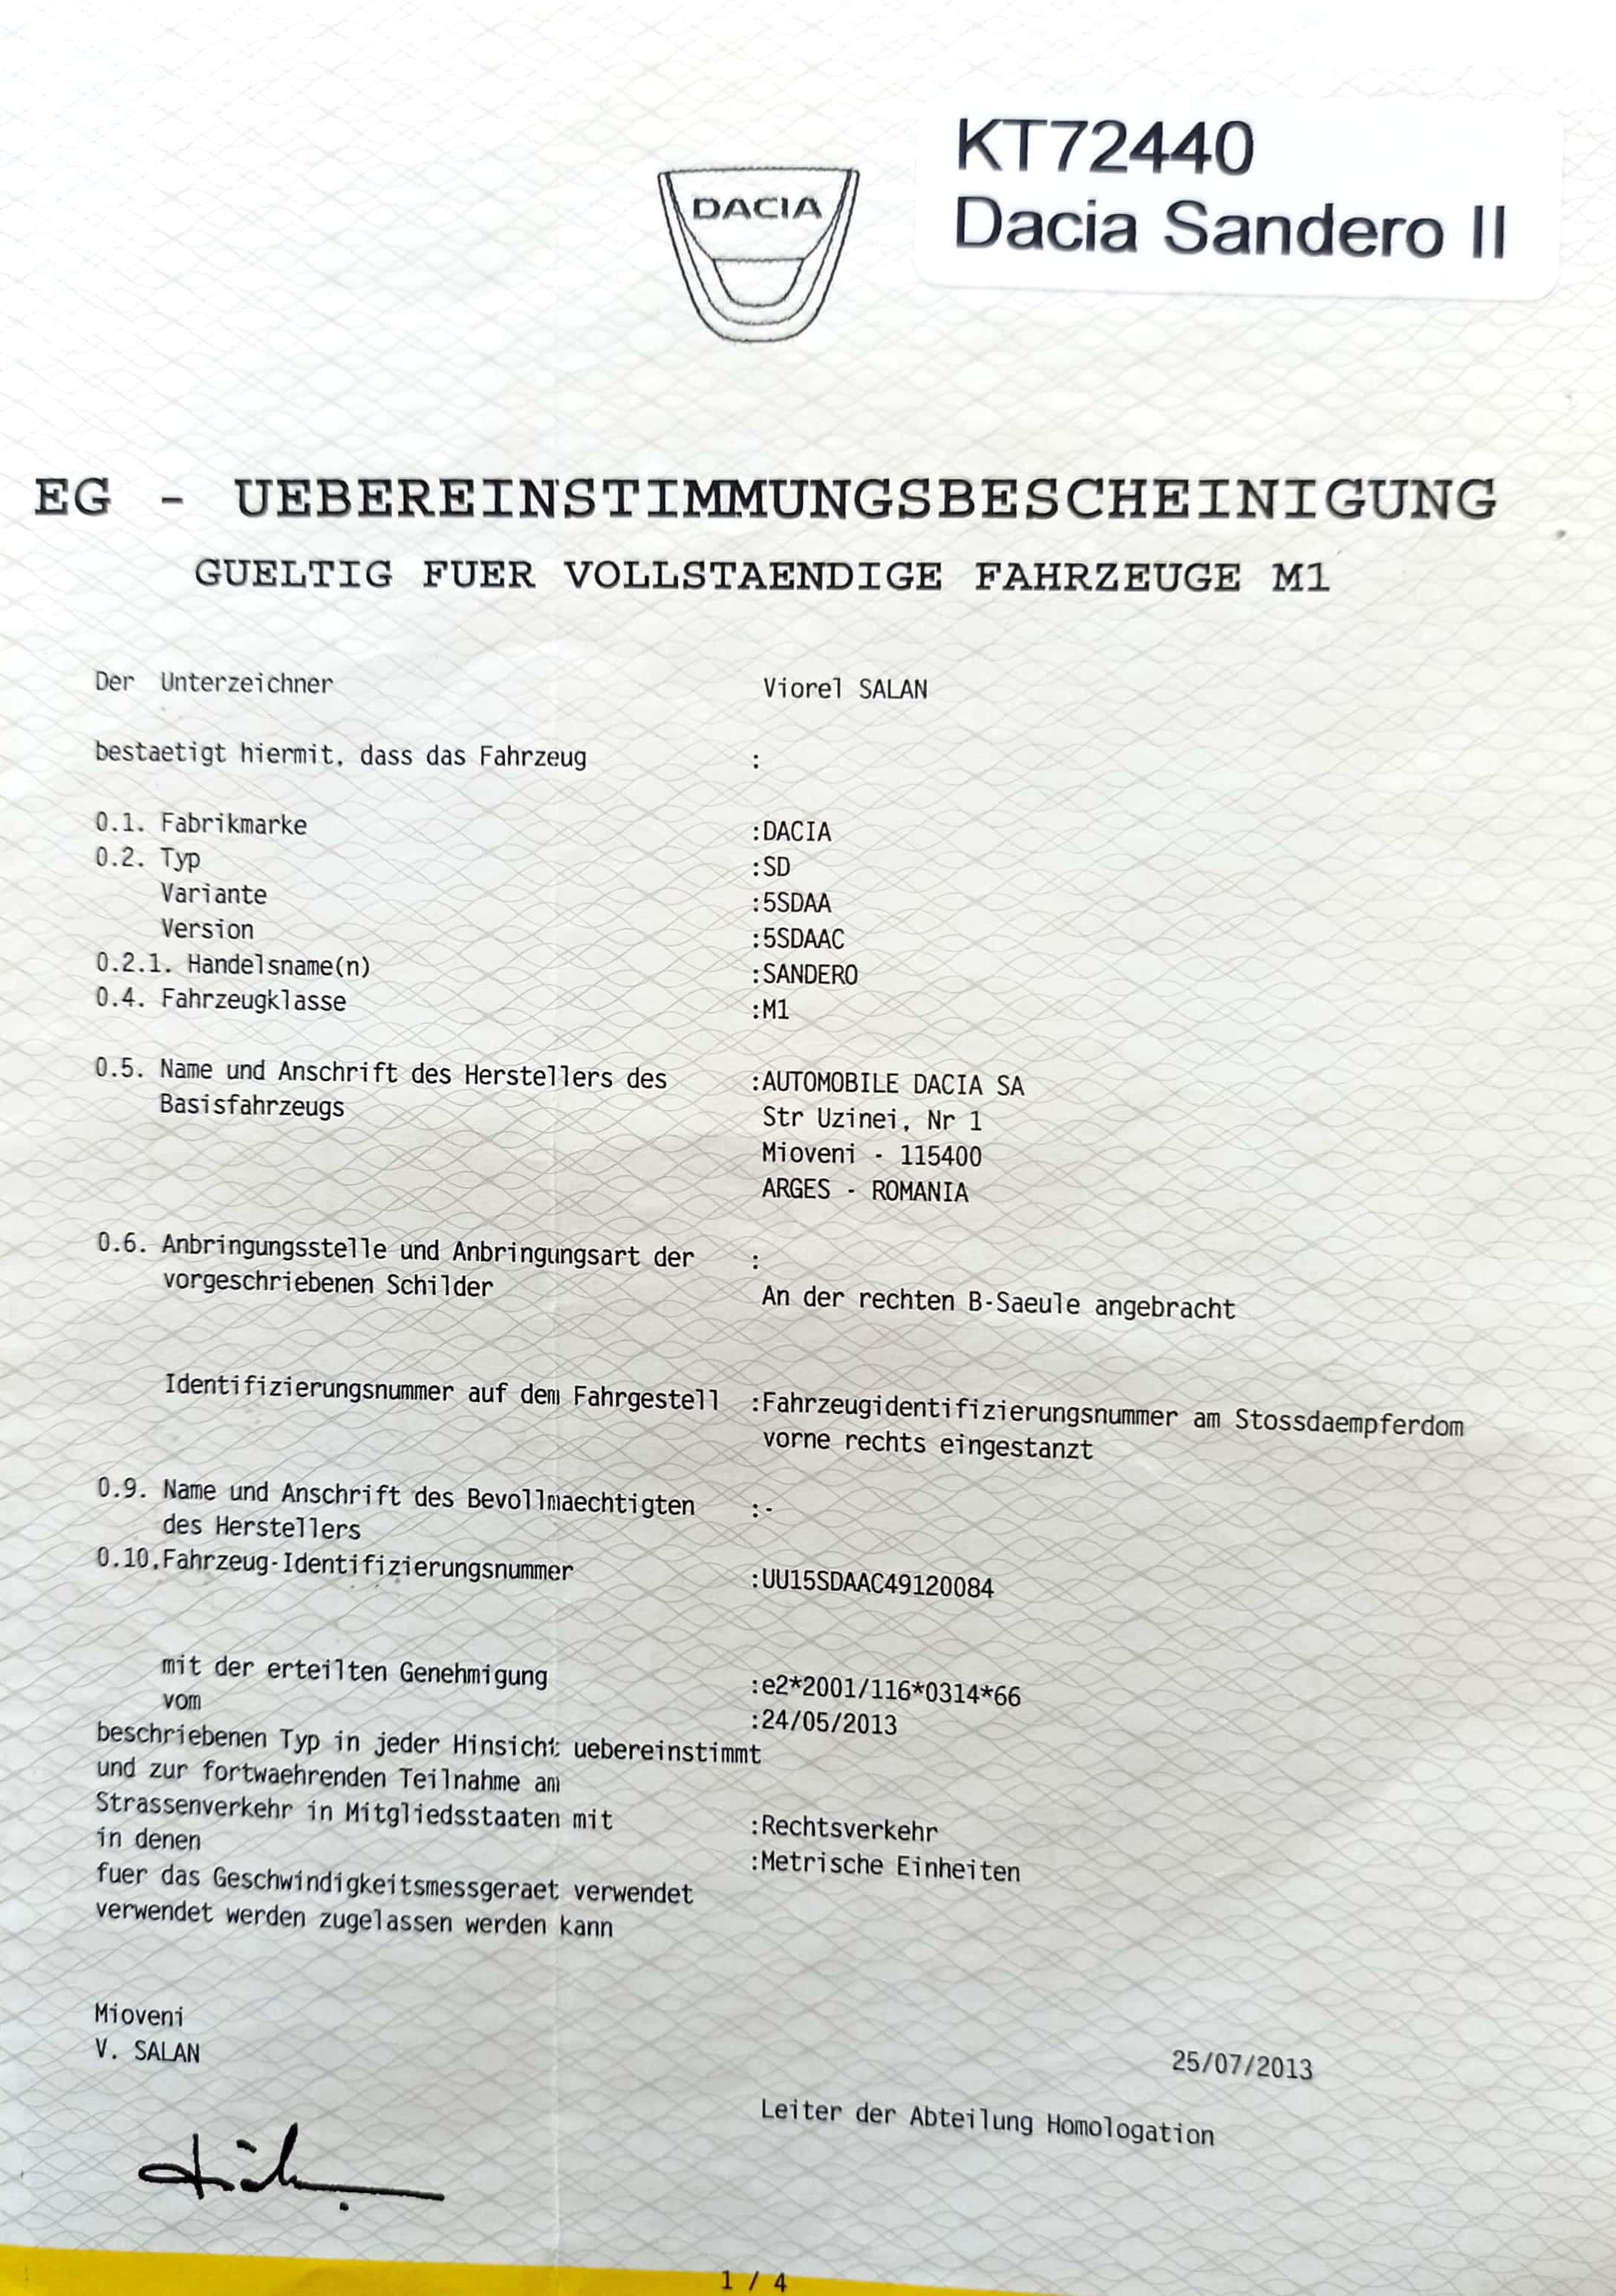 KT72440
Dacia Sandero II
DACIA
EG - UEBEREINSTIMMUNGSBESCHEINIGUNG
GUELTIG FUER VOLLSTAENDIGE FAHRZEUGE M1
Der Unterzeichner Viorel SALAN
bestaetigt hiermit, dass das Fahrzeug :
0.1. Fabrikmarke :DACIA
0.2. Typ :SD
Variante :5SDAA
Version :5SDAAC
0.2.1. Handelsname(n) :SANDERO
0.4. Fahrzeugklasse :M1
0.5. Name und Anschrift des Herstellers des :AUTOMOBILE DACIA SA
Basisfahrzeugs Str Uzinei, Nr 1
Mioveni - 115400
ARGES - ROMANIA
0.6. Anbringungsstelle und Anbringungsart der :
vorgeschriebenen Schilder An der rechten B-Saeule angebracht
Identifizierungsnummer auf dem Fahrgestell :Fahrzeugidentifizierungsnummer am Stossdaempferdom
vorne rechts eingestanzt
0.9. Name und Anschrift des Bevollmaechtigten :-
des Herstellers
0.10.Fahrzeug-Identifizierungsnummer :UU15SDAAC49120084
mit der erteilten Genehmigung :e2*2001/116*0314*66
vom :24/05/2013
beschriebenen Typ in jeder Hinsicht uebereinstimmt
und zur fortwaehrenden Teilnahme am
Strassenverkehr in Mitgliedsstaaten mit :Rechtsverkehr
in denen :Metrische Einheiten
fuer das Geschwindigkeitsmessgeraet verwendet
verwendet werden zugelassen werden kann
Mioveni
V. SALAN 25/07/2013
Leiter der Abteilung Homologation
1 / 4